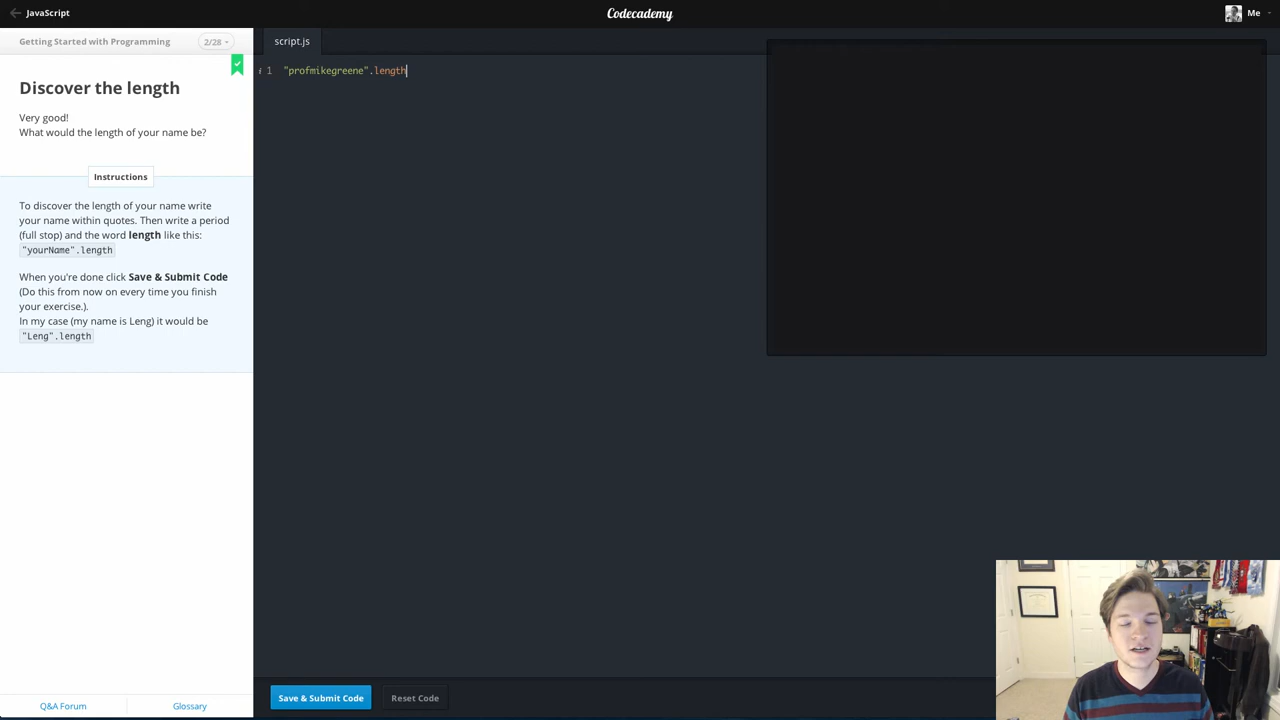 JavaScript
Codecademy
Me
Getting Started with Programming
2/28
script.js
1 "profmikegreene".length
Discover the length
Very good!
What would the length of your name be?
Instructions
To discover the length of your name write
your name within quotes. Then write a period
(full stop) and the word length like this:
"yourName".length
When you're done click Save & Submit Code
(Do this from now on every time you finish
your exercise.).
In my case (my name is Leng) it would be
"Leng".length
Save & Submit Code
Reset Code
Q&A Forum
Glossary